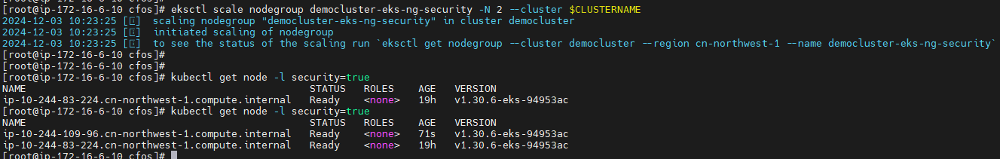 [root@ip-172-16-6-10 cfos]# eksctl scale nodegroup democluster-eks-ng-security -N 2 --cluster $CLUSTERNAME
2024-12-03 10:23:25 [ℹ]  scaling nodegroup "democluster-eks-ng-security" in cluster democluster
2024-12-03 10:23:25 [ℹ]  initiated scaling of nodegroup
2024-12-03 10:23:25 [ℹ]  to see the status of the scaling run `eksctl get nodegroup --cluster democluster --region cn-northwest-1 --name democluster-eks-ng-security`
[root@ip-172-16-6-10 cfos]#
[root@ip-172-16-6-10 cfos]#
[root@ip-172-16-6-10 cfos]# kubectl get node -l security=true
NAME                                              STATUS   ROLES    AGE   VERSION
ip-10-244-83-224.cn-northwest-1.compute.internal   Ready    <none>   19h   v1.30.6-eks-94953ac
[root@ip-172-16-6-10 cfos]# kubectl get node -l security=true
NAME                                              STATUS   ROLES    AGE   VERSION
ip-10-244-109-96.cn-northwest-1.compute.internal   Ready    <none>   71s   v1.30.6-eks-94953ac
ip-10-244-83-224.cn-northwest-1.compute.internal   Ready    <none>   19h   v1.30.6-eks-94953ac
[root@ip-172-16-6-10 cfos]#